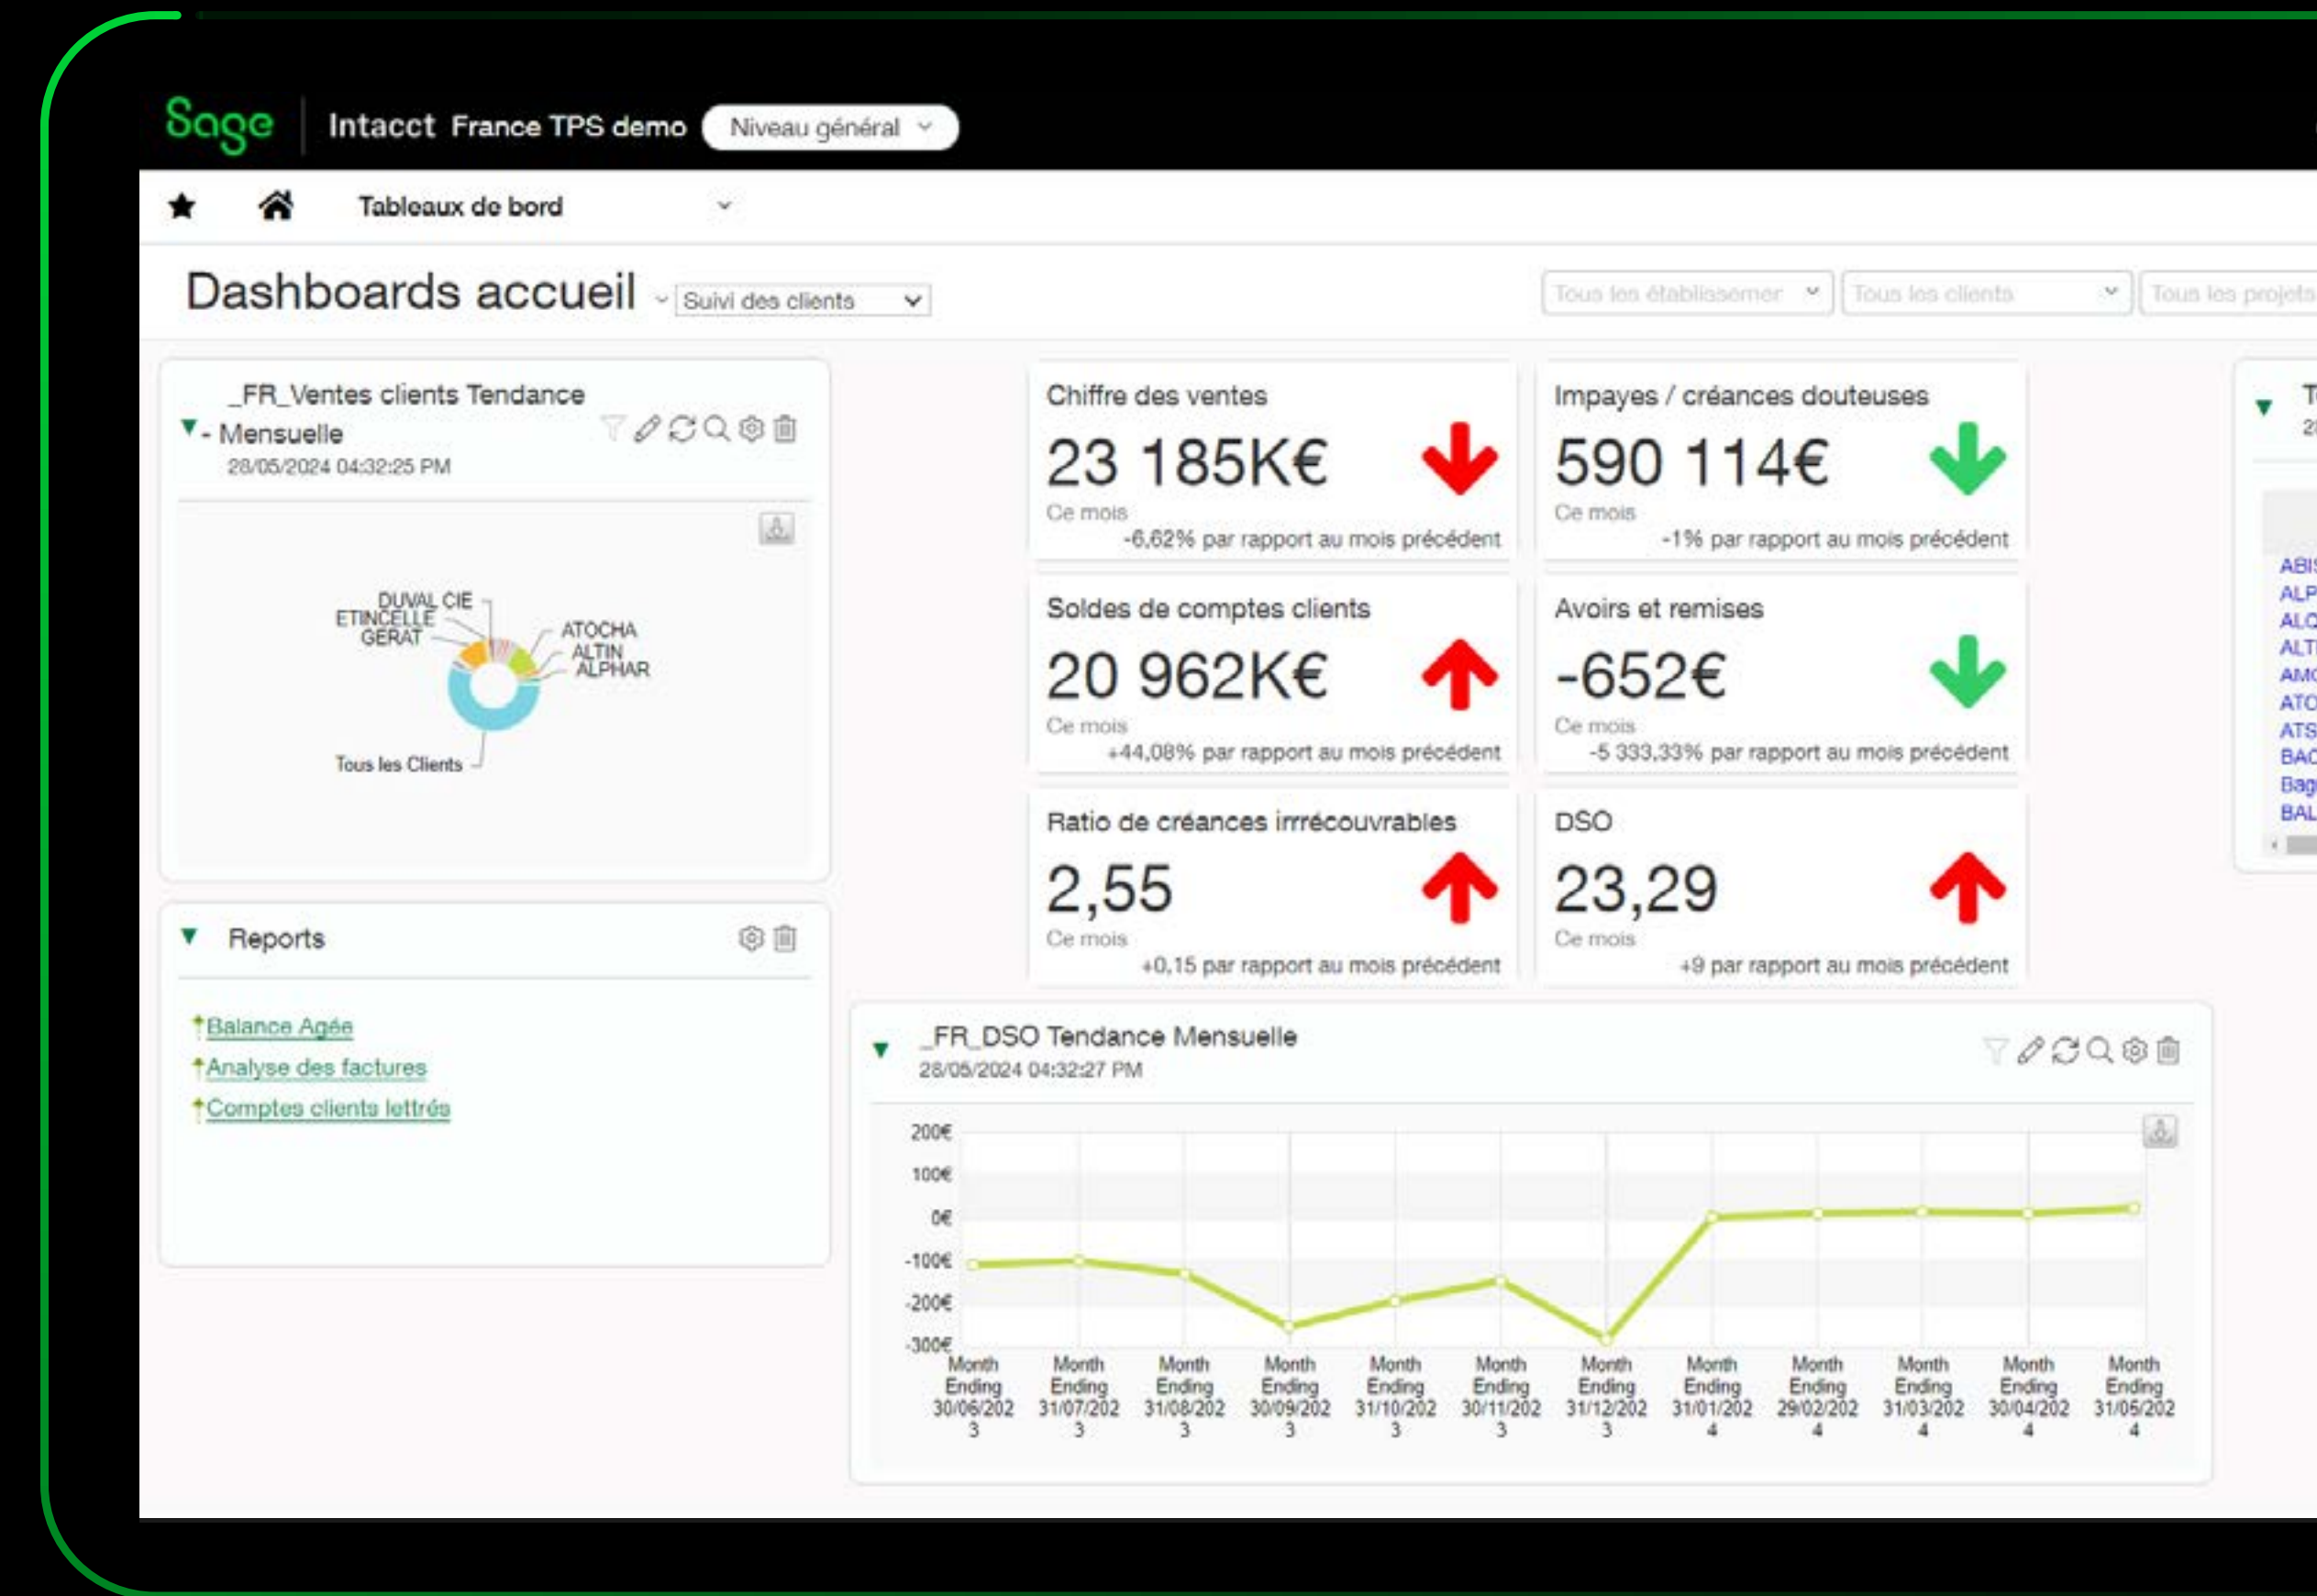 Sage
Intacct France TPS demo
Niveau général
Tableaux de bord
Dashboards accueil
Suivi des clients
Tous les établissemer
Tous les clients
Tous les projets
_FR_Ventes clients Tendance
- Mensuelle
28/05/2024 04:32:25 PM
DUVAL CIE
ETINCELLE
GERAT
ATOCHA
ALTIN
ALPHAR
Tous les Clients
Reports
Balance Agée
Analyse des factures
Comptes clients lettrés
Chiffre des ventes
23 185K€
Ce mois
-6,62% par rapport au mois précédent
Impayes / créances douteuses
590 114€
Ce mois
-1% par rapport au mois précédent
Soldes de comptes clients
20 962K€
Ce mois
+44,08% par rapport au mois précédent
Avoirs et remises
-652€
Ce mois
-5 333,33% par rapport au mois précédent
Ratio de créances irrrécouvrables
2,55
Ce mois
+0,15 par rapport au mois précédent
DSO
23,29
Ce mois
+9 par rapport au mois précédent
_FR_DSO Tendance Mensuelle
28/05/2024 04:32:27 PM
200€
100€
0€
-100€
-200€
-300€
Month Ending 30/06/2023
Month Ending 31/07/2023
Month Ending 31/08/2023
Month Ending 30/09/2023
Month Ending 31/10/2023
Month Ending 30/11/2023
Month Ending 31/12/2023
Month Ending 31/01/2024
Month Ending 29/02/2024
Month Ending 31/03/2024
Month Ending 30/04/2024
Month Ending 31/05/2024
ABIS
ALP
ALQ
ALT
AMO
ATO
ATS
BAC
Bag
BAL